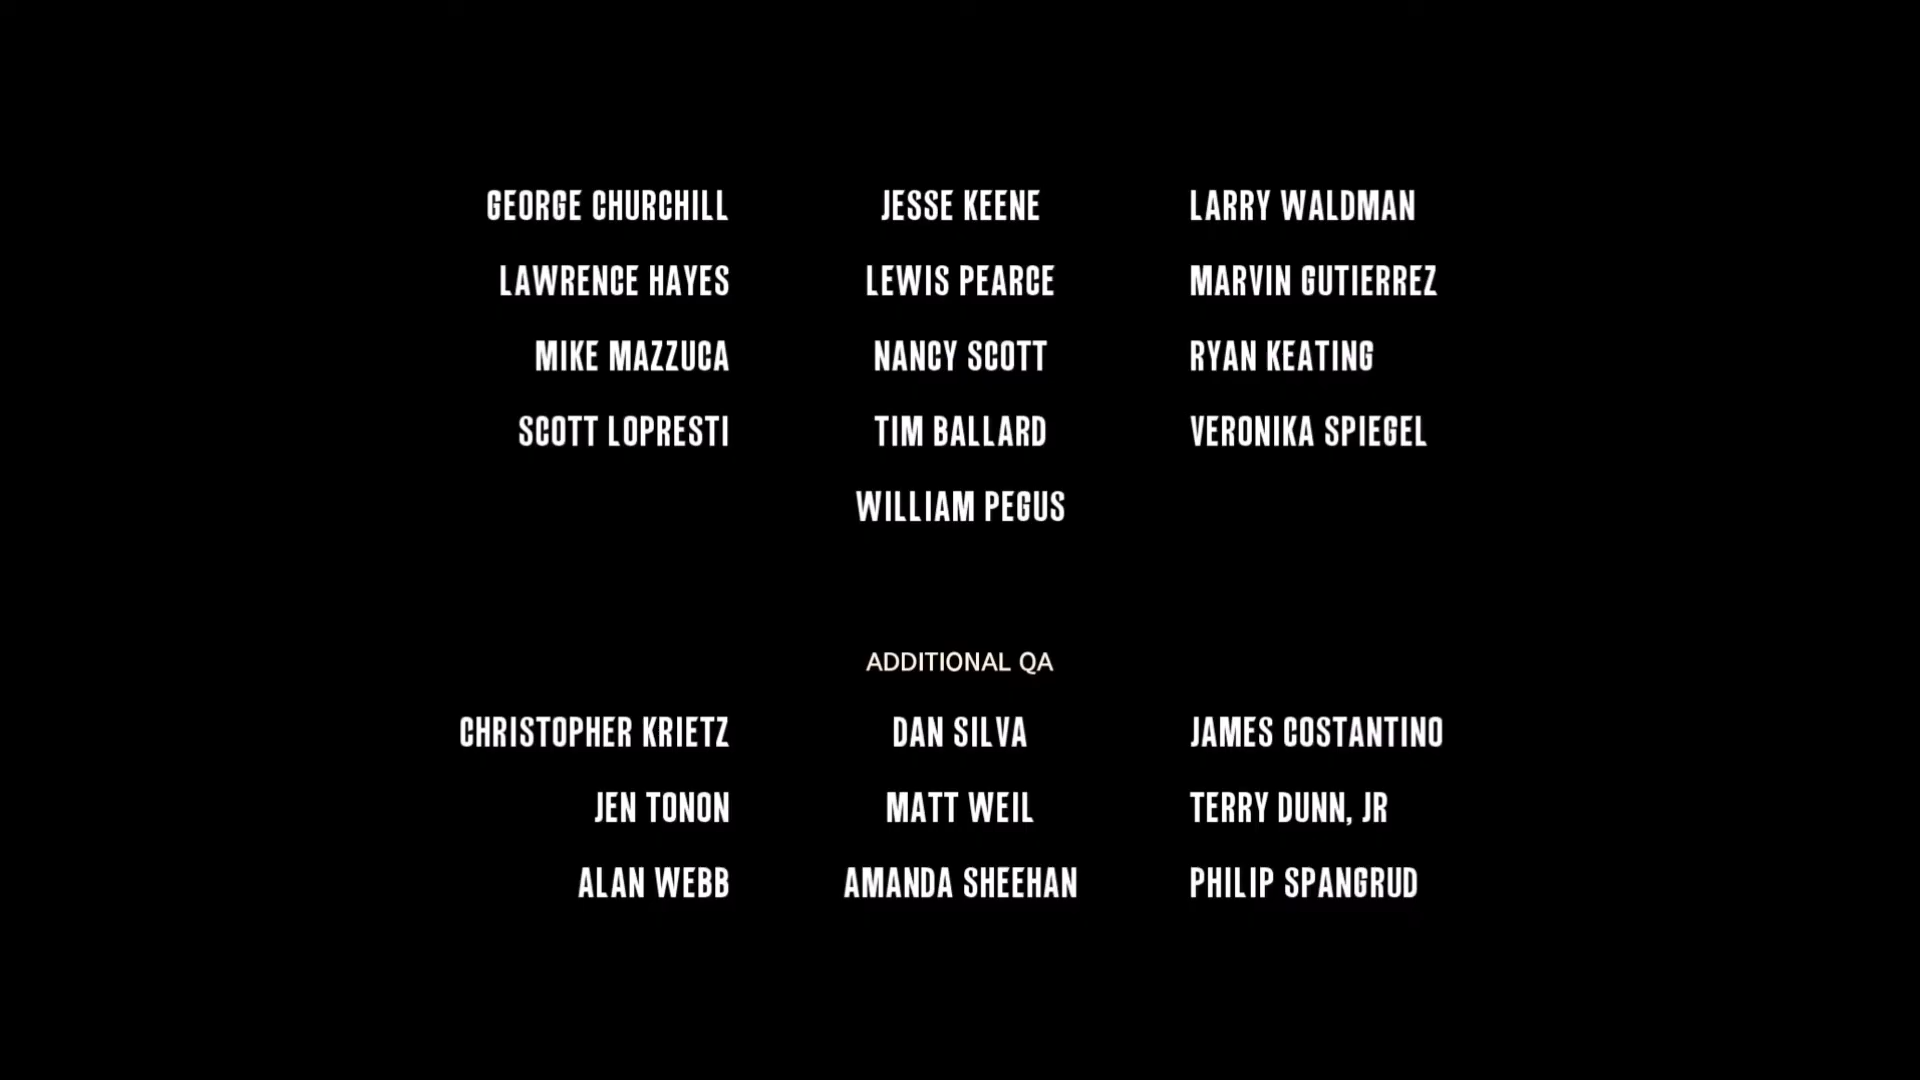 GEORGE CHURCHILL JESSE KEENE LARRY WALDMAN
LAWRENCE HAYES LEWIS PEARCE MARVIN GUTIERREZ
MIKE MAZZUCA NANCY SCOTT RYAN KEATING
SCOTT LOPRESTI TIM BALLARD VERONIKA SPIEGEL
WILLIAM PEGUS
ADDITIONAL QA
CHRISTOPHER KRIETZ DAN SILVA JAMES COSTANTINO
JEN TONON MATT WEIL TERRY DUNN, JR
ALAN WEBB AMANDA SHEEHAN PHILIP SPANGRUD